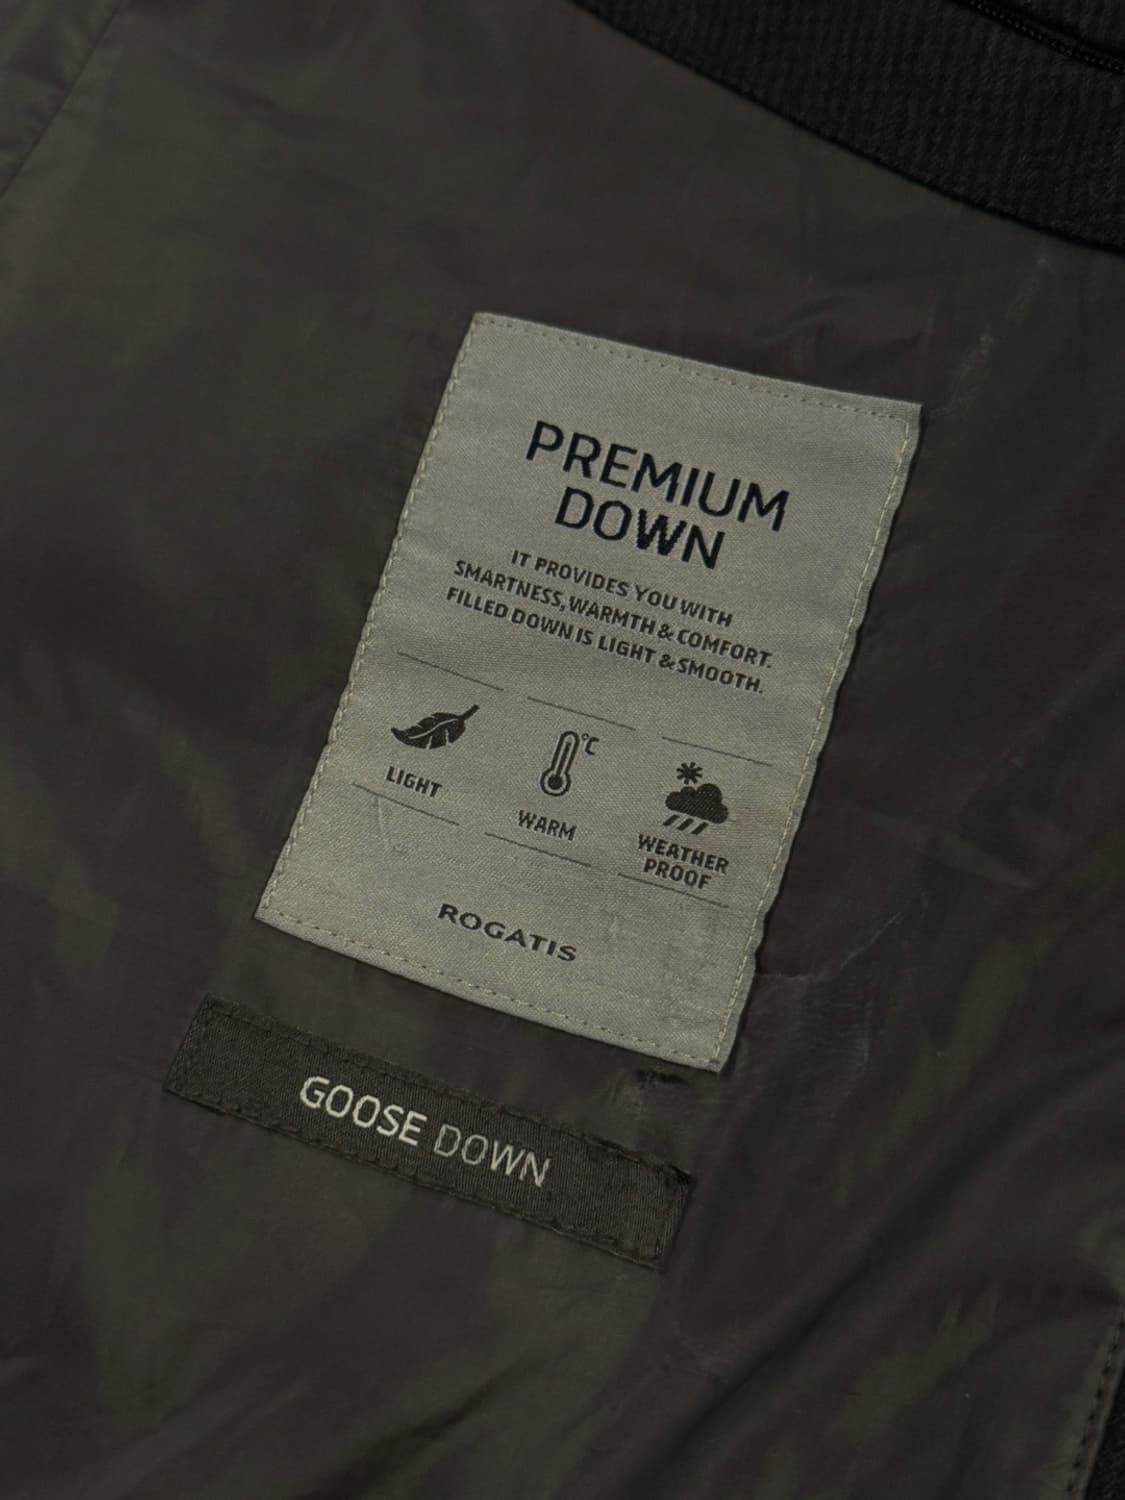 PREMIUM
DOWN
IT PROVIDES YOU WITH
SMARTNESS, WARMTH & COMFORT.
FILLED DOWN IS LIGHT & SMOOTH.
LIGHT
°C
WARM
WEATHER
PROOF
ROGATIS
GOOSE DOWN